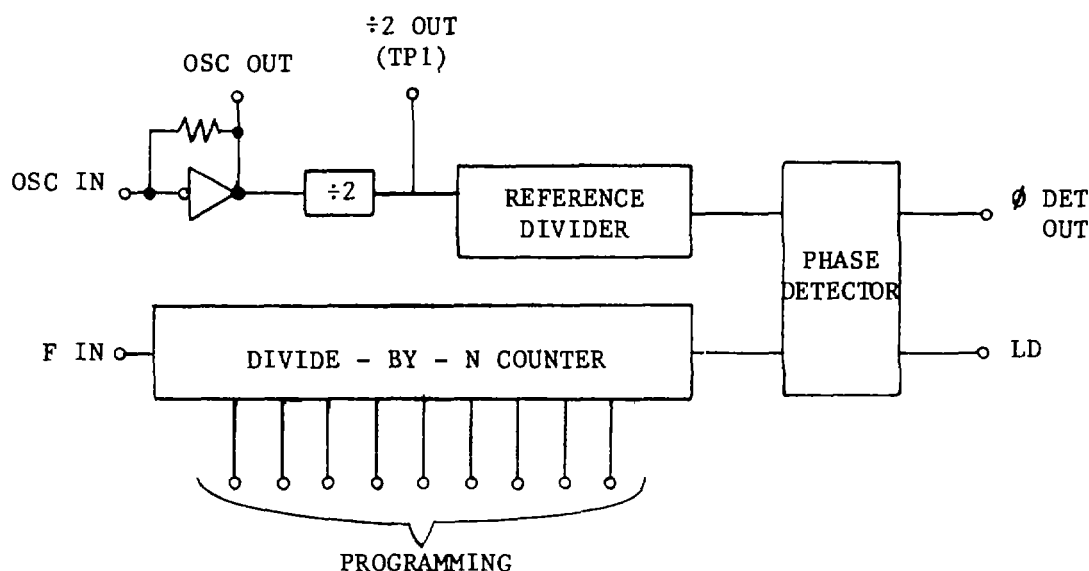 ÷2 OUT
(TP1)
OSC OUT
OSC IN
÷2
REFERENCE
DIVIDER
Ø DET
OUT
PHASE
DETECTOR
F IN
DIVIDE - BY - N COUNTER
LD
PROGRAMMING